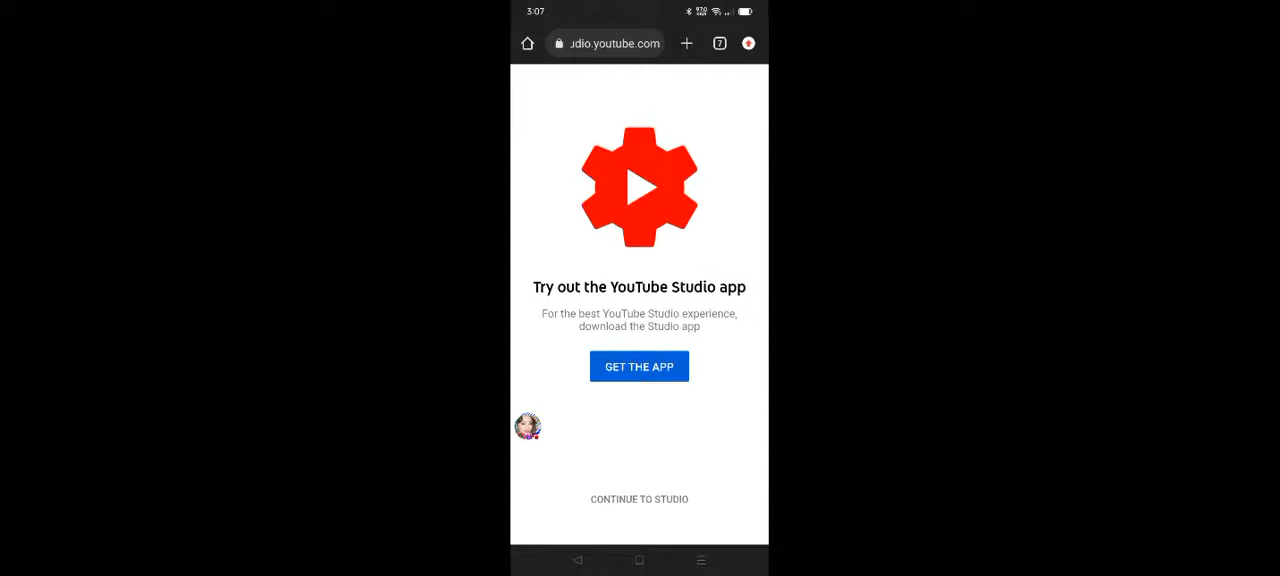 3:07
udio.youtube.com
7
Try out the YouTube Studio app
For the best YouTube Studio experience,
download the Studio app
GET THE APP
CONTINUE TO STUDIO